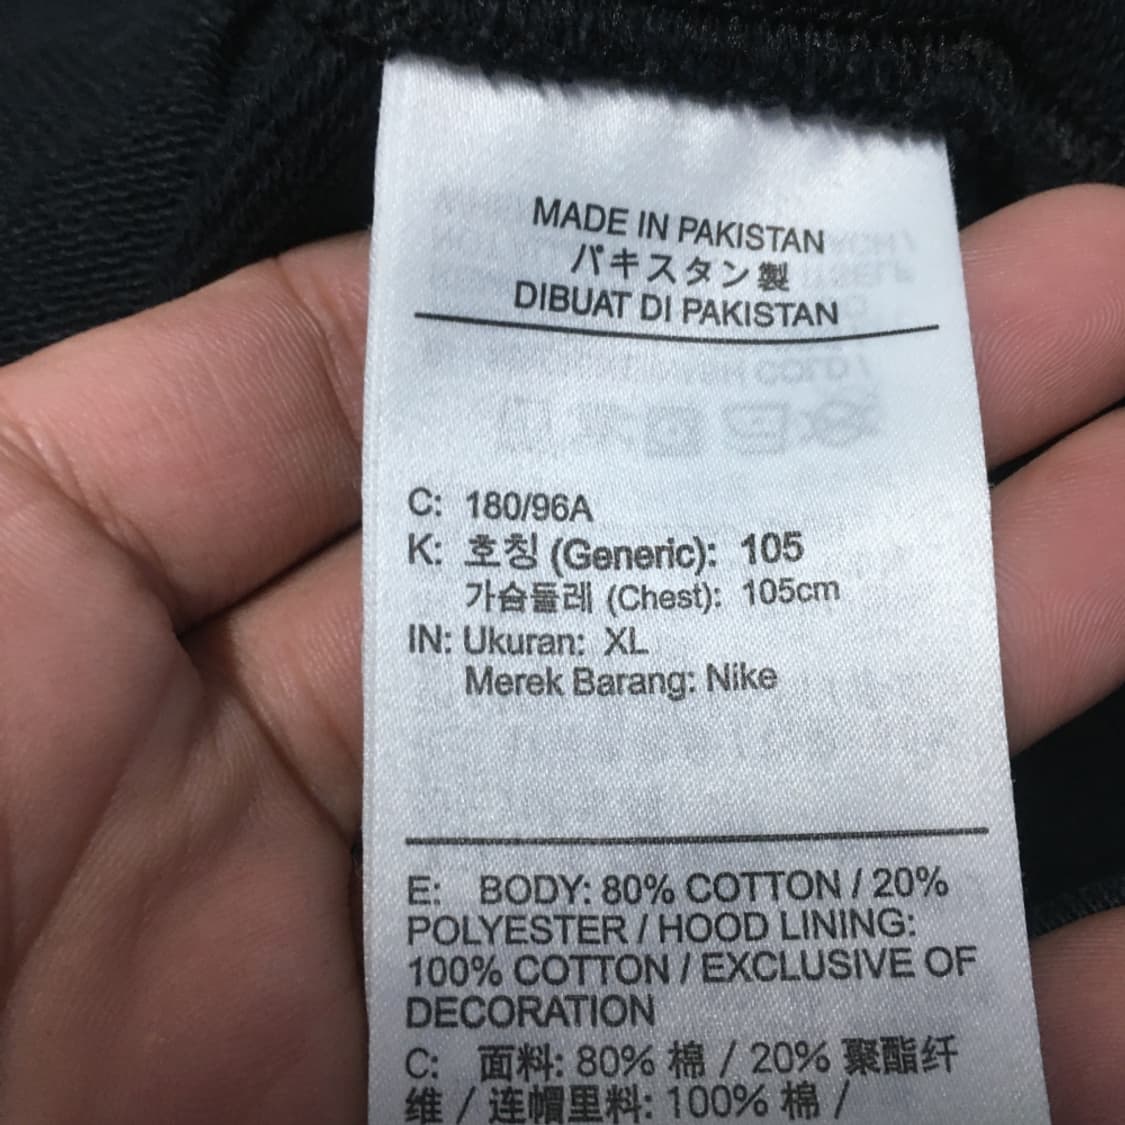 MADE IN PAKISTAN
パキスタン製
DIBUAT DI PAKISTAN
C: 180/96A
K: 호칭 (Generic): 105
가슴둘레 (Chest): 105cm
IN: Ukuran: XL
Merek Barang: Nike
E: BODY: 80% COTTON / 20%
POLYESTER / HOOD LINING:
100% COTTON / EXCLUSIVE OF
DECORATION
C: 面料: 80% 棉 / 20% 聚酯纤
维 / 连帽里料: 100% 棉 /